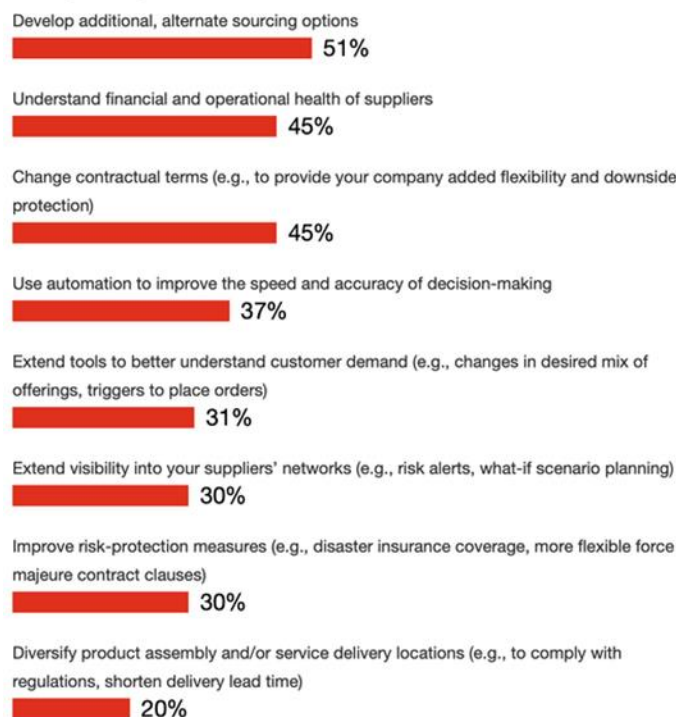 Develop additional, alternate sourcing options
51%
Understand financial and operational health of suppliers
45%
Change contractual terms (e.g., to provide your company added flexibility and downside
protection)
45%
Use automation to improve the speed and accuracy of decision-making
37%
Extend tools to better understand customer demand (e.g., changes in desired mix of
offerings, triggers to place orders)
31%
Extend visibility into your suppliers’ networks (e.g., risk alerts, what-if scenario planning)
30%
Improve risk-protection measures (e.g., disaster insurance coverage, more flexible force
majeure contract clauses)
30%
Diversify product assembly and/or service delivery locations (e.g., to comply with
regulations, shorten delivery lead time)
20%